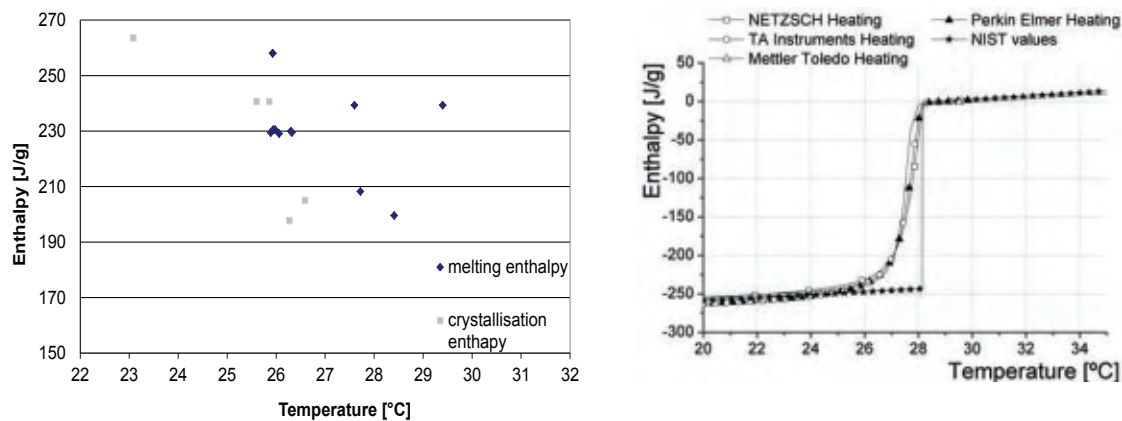 270
250
230
210
190
170
150
22 23 24 25 26 27 28 29 30 31 32
Enthalpy [J/g]
Temperature [°C]
melting enthalpy
crystallisation
enthapy
NETZSCH Heating
TA Instruments Heating
Mettler Toledo Heating
Perkin Elmer Heating
NIST values
50
0
-50
-100
-150
-200
-250
-300
20 22 24 26 28 30 32 34
Enthalpy [J/g]
Temperature [ºC]